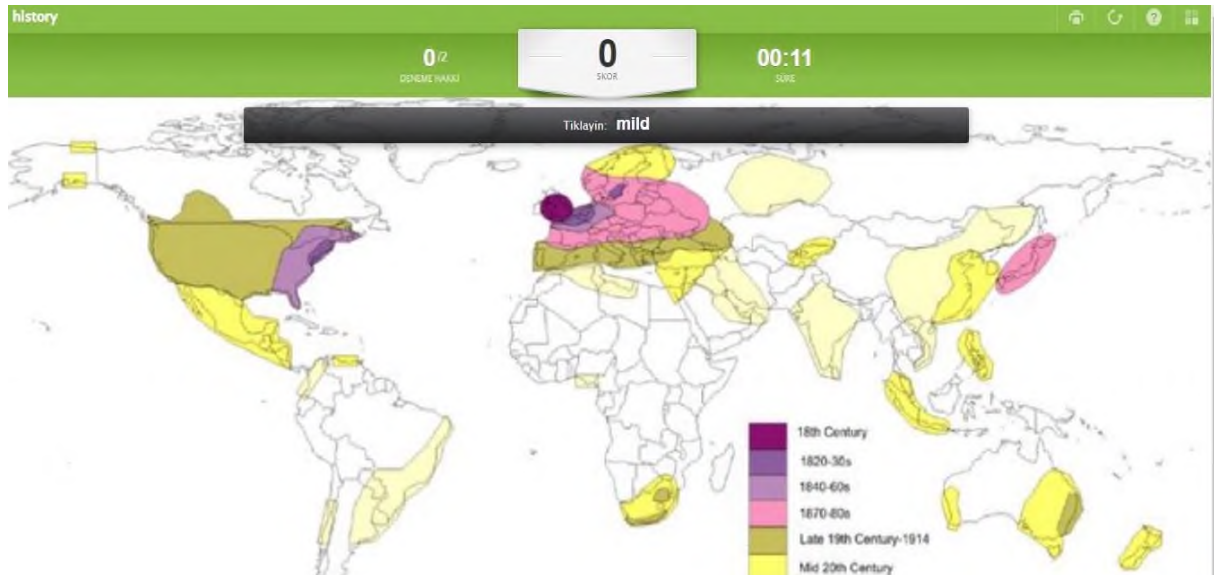 history
0/2
DENEME HAKKI
0
SKOR
00:11
SÜRE
Tıklayin: mild
18th Century
1820-30s
1840-60s
1870-80s
Late 19th Century-1914
Mid 20th Century